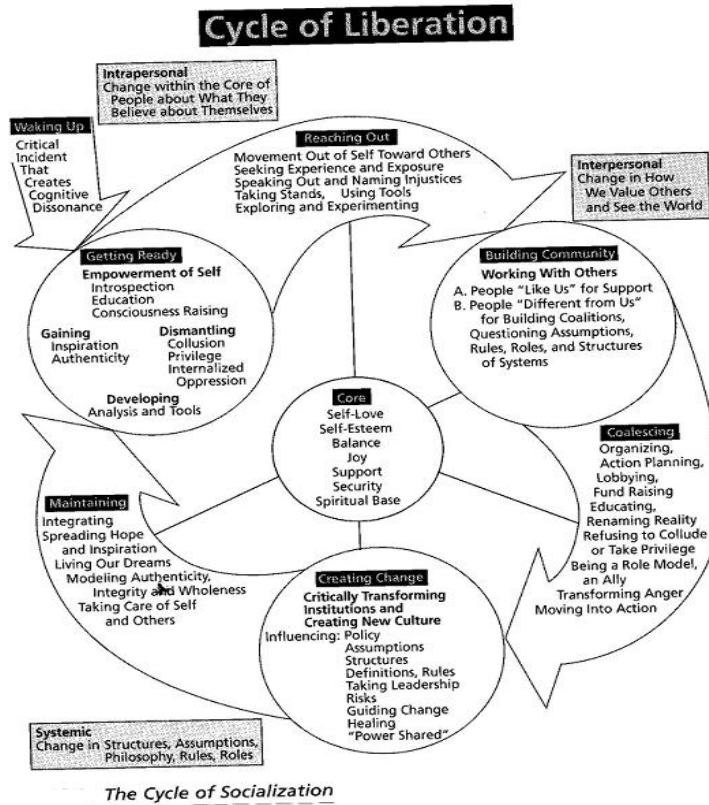 Cycle of Liberation
Intrapersonal
Change within the Core of
People about What They
Believe about Themselves
Waking Up
Critical
Incident
That
Creates
Cognitive
Dissonance
Reaching Out
Movement Out of Self Toward Others
Seeking Experience and Exposure
Speaking Out and Naming Injustices
Taking Stands, Using Tools
Exploring and Experimenting
Interpersonal
Change in How
We Value Others
and See the World
Getting Ready
Empowerment of Self
Introspection
Education
Consciousness Raising
Gaining
Inspiration
Authenticity
Dismantling
Collusion
Privilege
Internalized
Oppression
Developing
Analysis and Tools
Building Community
Working With Others
A. People "Like Us" for Support
B. People "Different from Us"
for Building Coalitions,
Questioning Assumptions,
Rules, Roles, and Structures
of Systems
Core
Self-Love
Self-Esteem
Balance
Joy
Support
Security
Spiritual Base
Coalescing
Organizing,
Action Planning,
Lobbying,
Fund Raising
Educating,
Renaming Reality
Refusing to Collude
or Take Privilege
Being a Role Model,
an Ally
Transforming Anger
Moving Into Action
Maintaining
Integrating
Spreading Hope
and Inspiration
Living Our Dreams
Modeling Authenticity,
Integrity and Wholeness
Taking Care of Self
and Others
Creating Change
Critically Transforming
Institutions and
Creating New Culture
Influencing: Policy
Assumptions
Structures
Definitions, Rules
Taking Leadership
Risks
Guiding Change
Healing
"Power Shared"
Systemic
Change in Structures, Assumptions,
Philosophy, Rules, Roles
The Cycle of Socialization